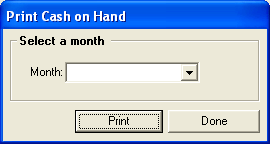 Print Cash on Hand
Select a month
Month:
Print Done